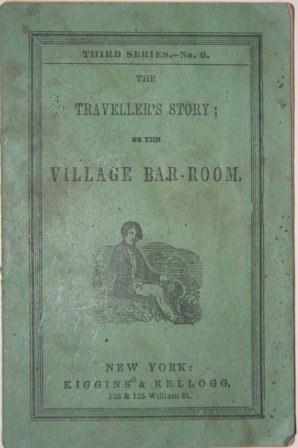 THIRD SERIES.—No. 6.
THE
TRAVELLER'S STORY;
OR THE
VILLAGE BAR-ROOM.
NEW YORK:
KIGGINS & KELLOGG,
123 & 125 William St.